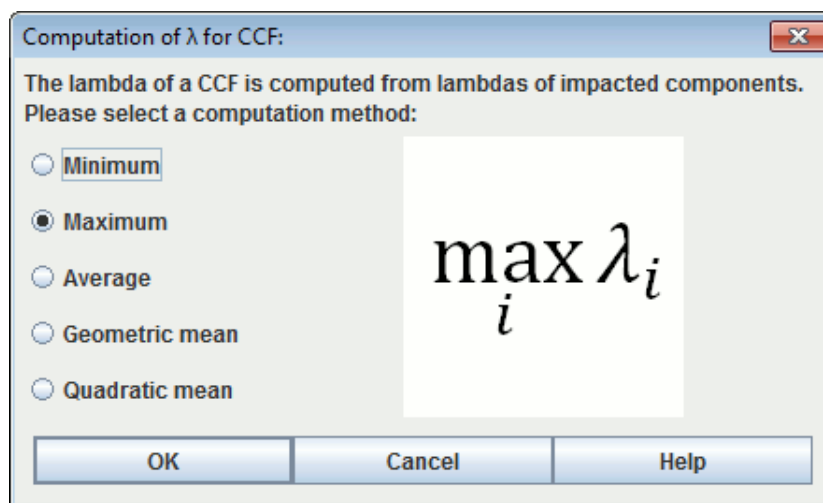 Computation of λ for CCF:
The lambda of a CCF is computed from lambdas of impacted components.
Please select a computation method:
Minimum
Maximum
Average
Geometric mean
Quadratic mean
max λi
i
OK Cancel Help